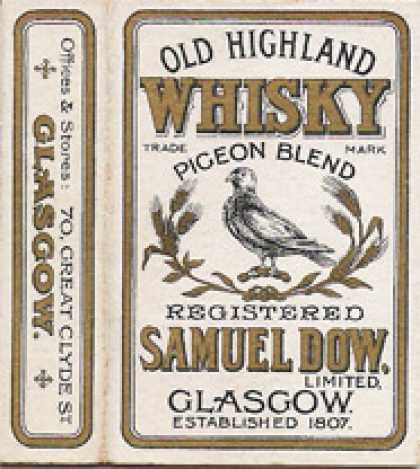 Offices & Stores: 70, GREAT CLYDE ST
GLASGOW.
OLD HIGHLAND
WHISKY
TRADE MARK
PIGEON BLEND
REGISTERED
SAMUEL DOW,
LIMITED,
GLASGOW.
ESTABLISHED 1807.